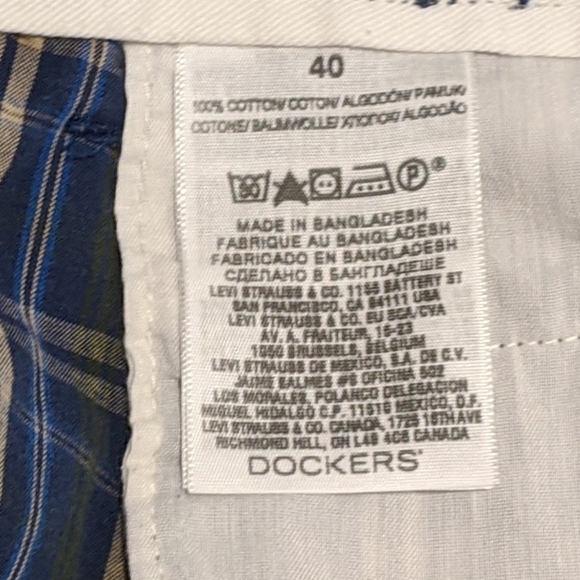 40
100% COTTON/ COTON/ ALGODÓN/ PAMUK/
COTONE/ BAUMWOLLE/ ХЛОПОК/ ALGODÃO
P ®
MADE IN BANGLADESH
FABRIQUE AU BANGLADESH
FABRICADO EN BANGLADESH
СДЕЛАНО В БАНГЛАДЕШЕ
LEVI STRAUSS & CO. 1155 BATTERY ST
SAN FRANCISCO, CA 94111 USA
LEVI STRAUSS & CO. EU BCA/CVA
AV. A. FRAITEUR, 15-23
1050 BRUSSELS, BELGIUM
LEVI STRAUSS DE MEXICO, S.A. DE C.V.
JAIME BALMES #8 OFICINA 502
LOS MORALES, POLANCO DELEGACION
MIGUEL HIDALGO C.P. 11510 MEXICO, D.F.
LEVI STRAUSS & CO. CANADA, 1725 16TH AVE
RICHMOND HILL, ON L4B 4C6 CANADA
DOCKERS®